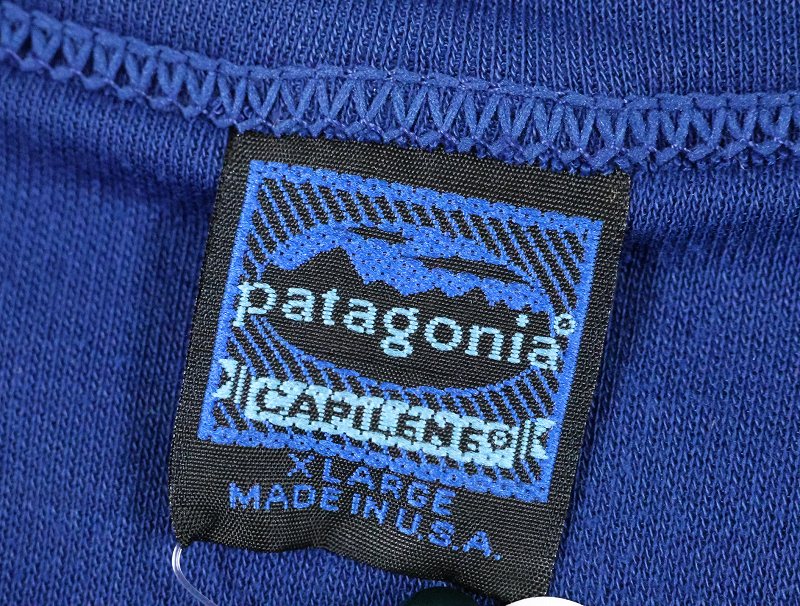 patagonia®
CAPILENE®
X LARGE
MADE IN U.S.A.